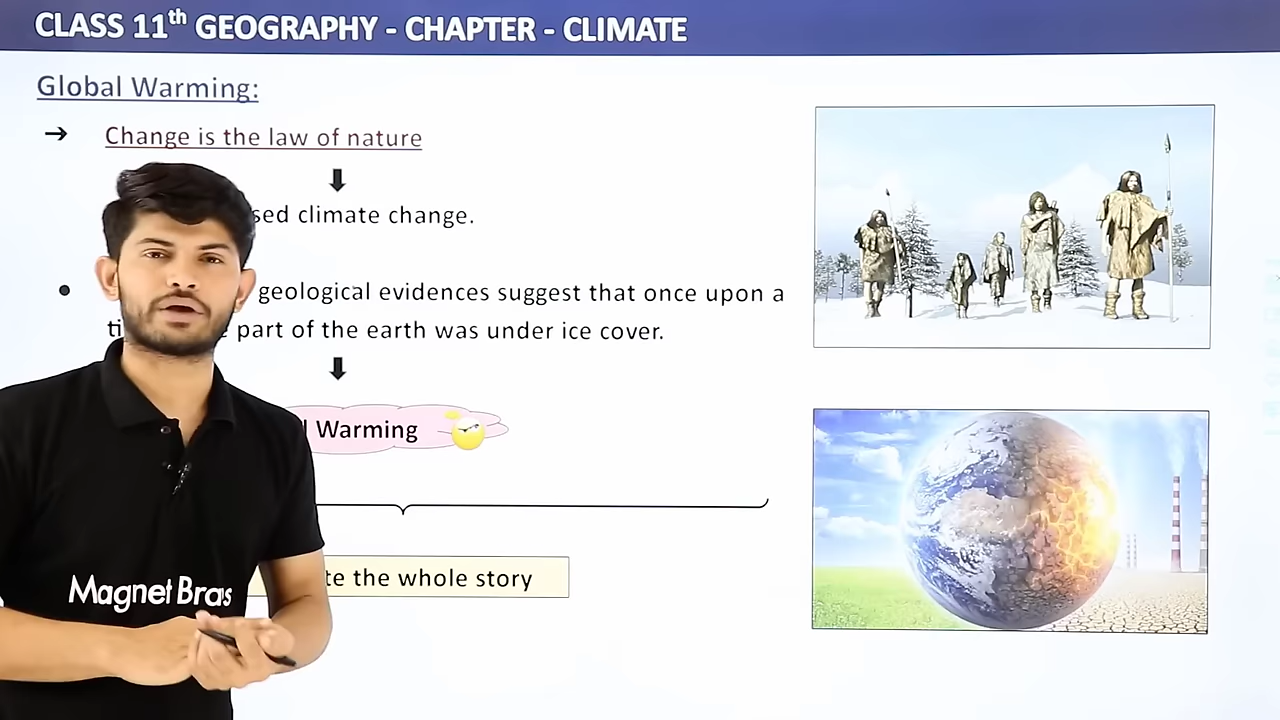 CLASS 11th GEOGRAPHY - CHAPTER - CLIMATE
Global Warming:
➔ Change is the law of nature
climate change.
• geological evidences suggest that once upon a
part of the earth was under ice cover.
Warming
the whole story
Magnet Brains